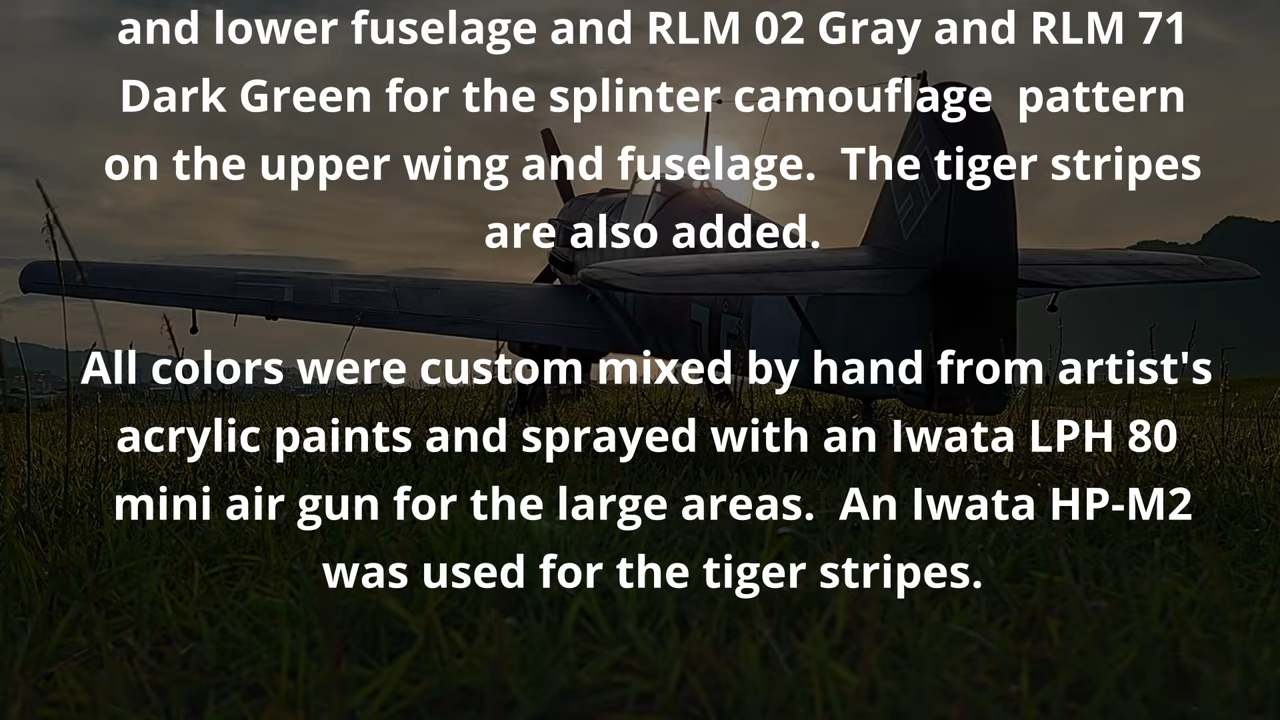 and lower fuselage and RLM 02 Gray and RLM 71
Dark Green for the splinter camouflage  pattern
on the upper wing and fuselage.  The tiger stripes
are also added.
All colors were custom mixed by hand from artist's
acrylic paints and sprayed with an Iwata LPH 80
mini air gun for the large areas.  An Iwata HP-M2
was used for the tiger stripes.